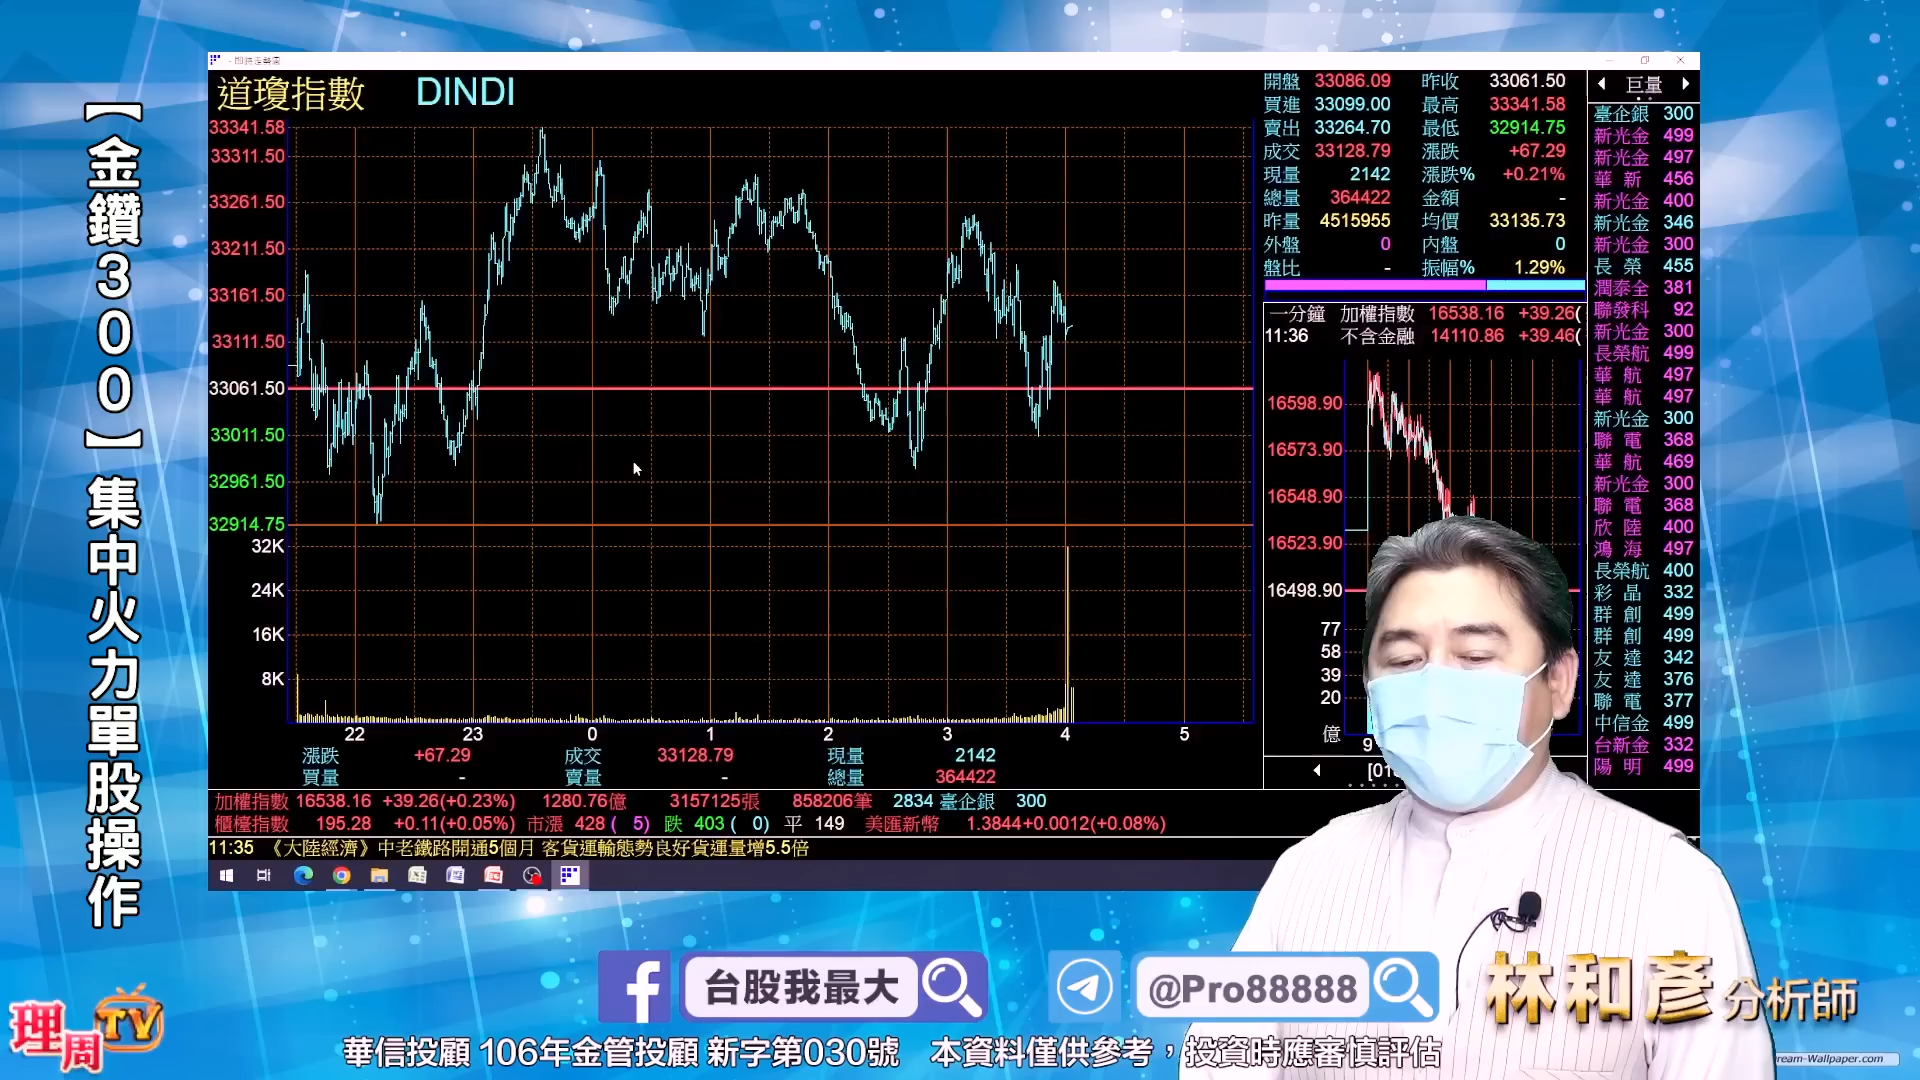 【金鑽300】集中火力單股操作
道瓊指數 DINDI
33341.58
33311.50
33261.50
33211.50
33161.50
33111.50
33061.50
33011.50
32961.50
32914.75
32K
24K
16K
8K
22 23 0 1 2 3 4 5
漲跌 +67.29 成交 33128.79 現量 2142
買量 - 賣量 - 總量 364422
開盤 33086.09 昨收 33061.50
買進 33099.00 最高 33341.58
賣出 33264.70 最低 32914.75
成交 33128.79 漲跌 +67.29
現量 2142 漲跌% +0.21%
總量 364422 金額 -
昨量 4515955 均價 33135.73
外盤 0 內盤 0
盤比 - 振幅% 1.29%
一分鐘 加權指數 16538.16 +39.26(
11:36 不含金融 14110.86 +39.46(
16598.90
16573.90
16548.90
16523.90
16498.90
77
58
39
20
億
9
巨量
臺企銀 300
新光金 499
新光金 497
華新 456
新光金 400
新光金 346
新光金 300
長榮 455
潤泰全 381
聯發科 92
新光金 300
長榮航 499
華航 497
華航 497
新光金 300
聯電 368
華航 469
新光金 300
聯電 368
欣陸 400
鴻海 497
長榮航 400
彩晶 332
群創 499
群創 499
友達 342
友達 376
聯電 377
中信金 499
台新金 332
陽明 499
加權指數 16538.16 +39.26(+0.23%) 1280.76億 3157125張 858206筆 2834 臺企銀 300
櫃檯指數 195.28 +0.11(+0.05%) 市漲 428 ( 5) 跌 403 ( 0) 平 149 美匯新幣 1.3844+0.0012(+0.08%)
11:35 《大陸經濟》中老鐵路開通5個月 客貨運輸態勢良好貨運量增5.5倍
台股我最大
@Pro88888
林和彥 分析師
理周TV
華信投顧 106年金管投顧 新字第030號 本資料僅供參考,投資時應審慎評估
ream-Wallpaper.com